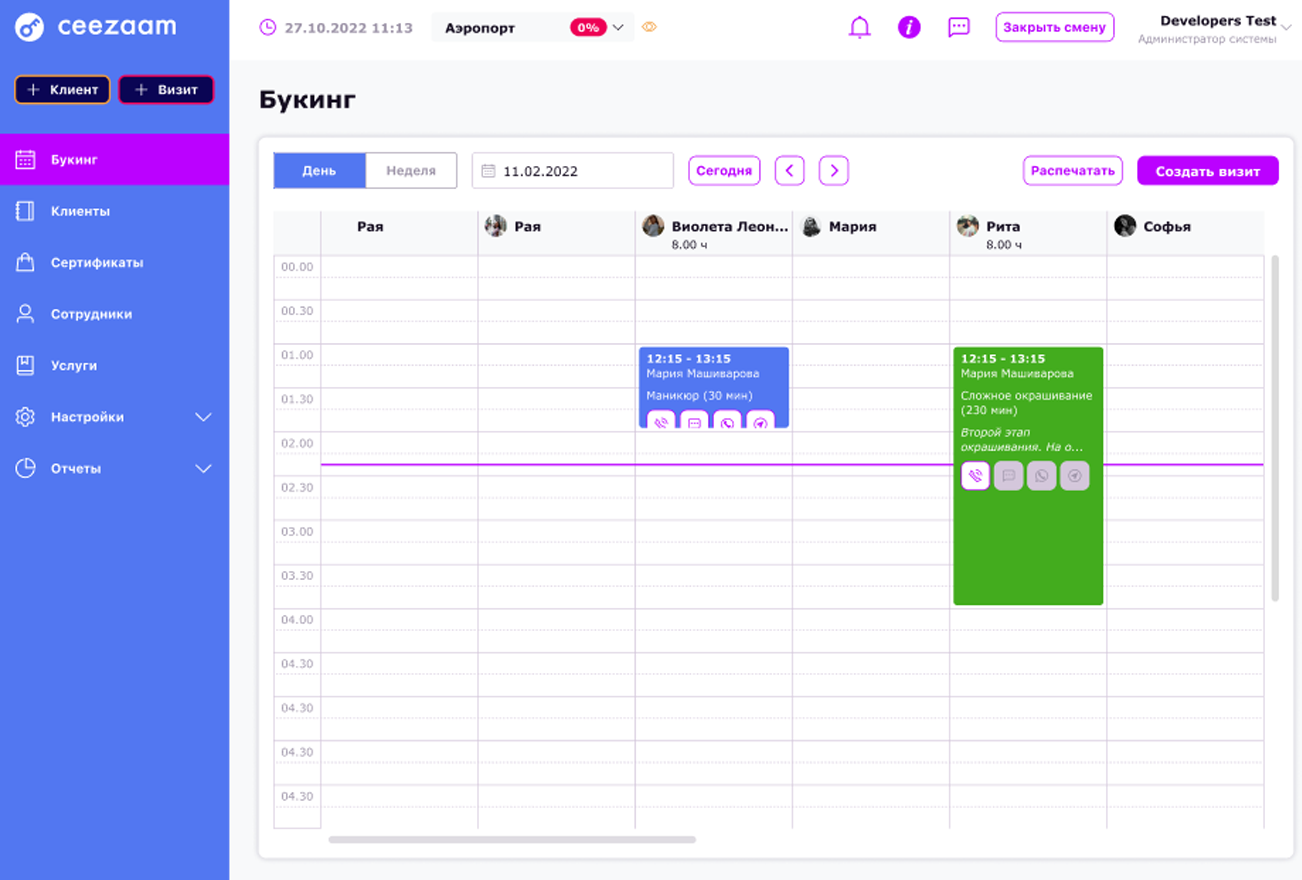 ceezaam
27.10.2022 11:13
Аэропорт
0%
i
Закрыть смену
Developers Test
Администратор системы
+ Клиент
+ Визит
Букинг
Клиенты
Сертификаты
Сотрудники
Услуги
Настройки
Отчеты
Букинг
День
Неделя
11.02.2022
Сегодня
Распечатать
Создать визит
Рая
Рая
Виолета Леон...
8.00 ч
Мария
Рита
8.00 ч
Софья
00.00
00.30
01.00
01.30
02.00
02.30
03.00
03.30
04.00
04.30
04.30
04.30
04.30
12:15 - 13:15
Мария Машиварова
Маникюр (30 мин)
12:15 - 13:15
Мария Машиварова
Сложное окрашивание
(230 мин)
Второй этап
окрашивания. На о...